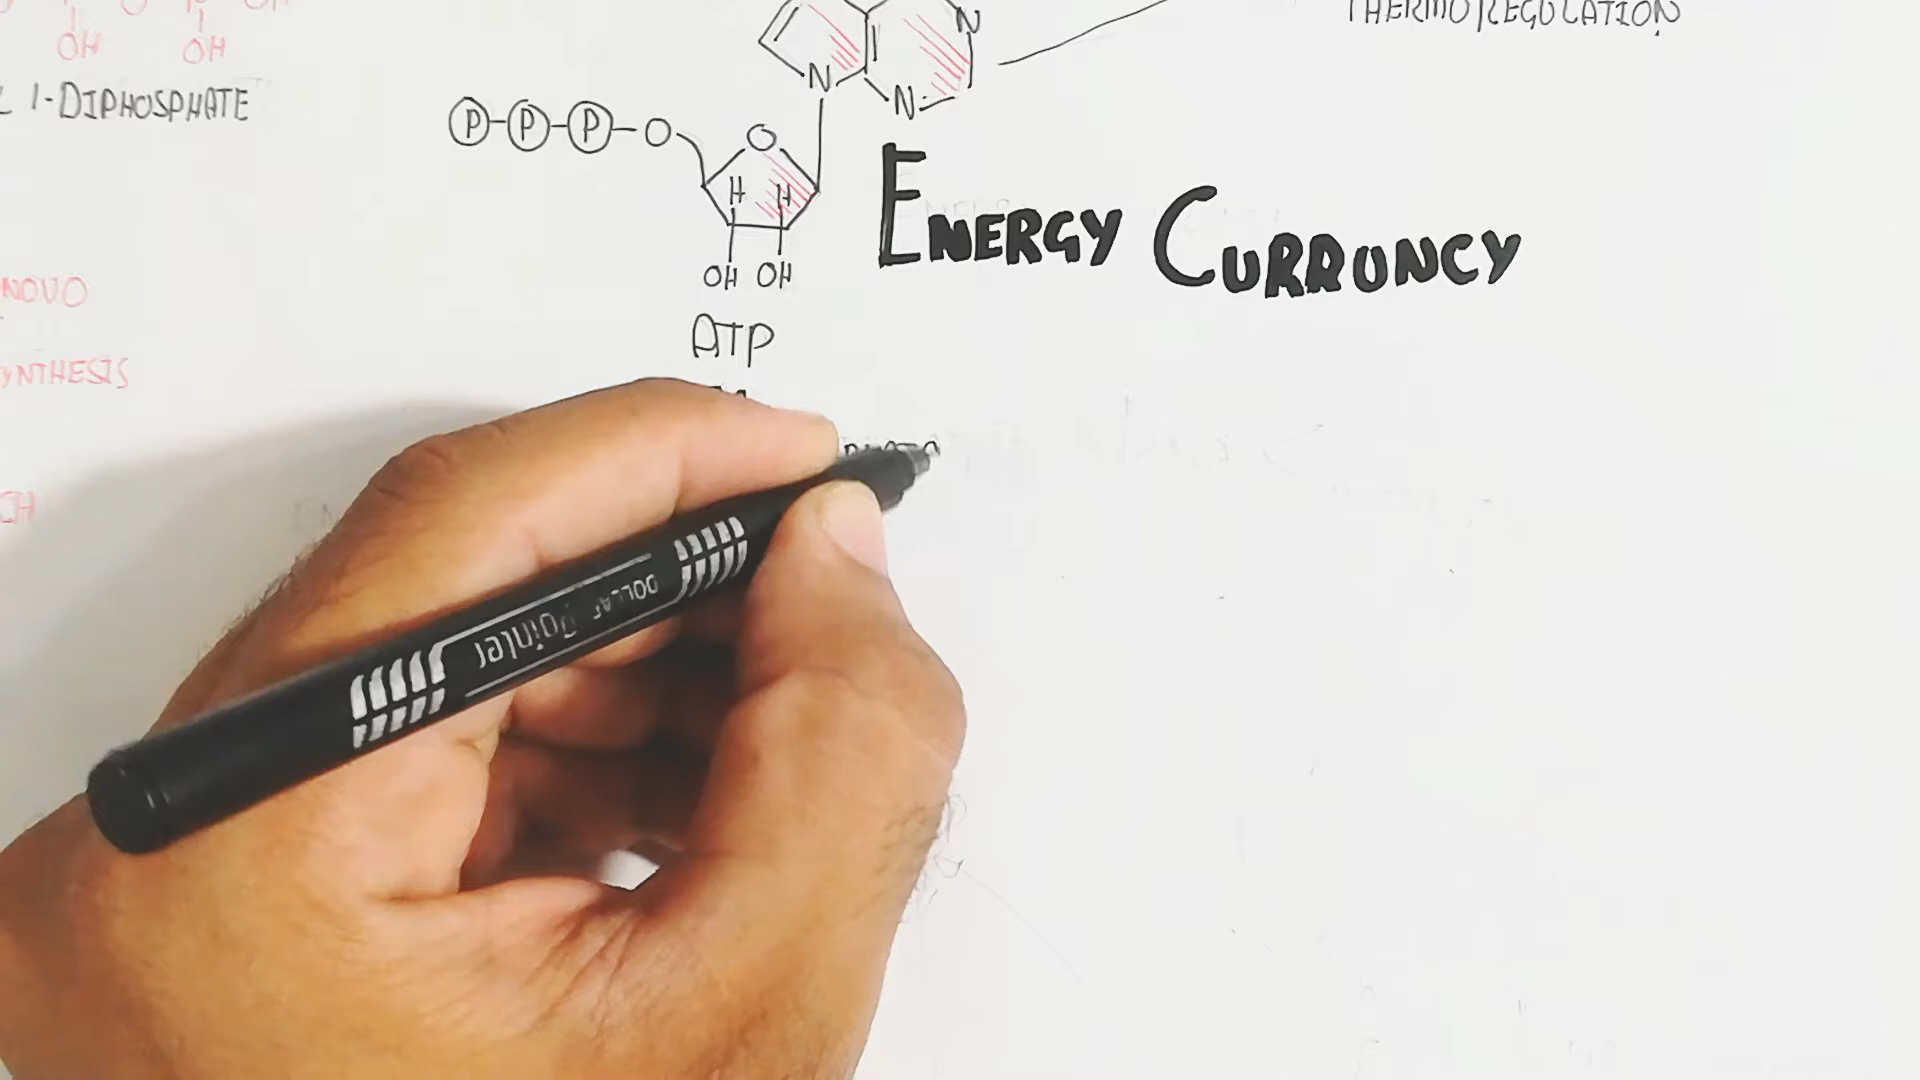 OH OH
1-DIPHOSPHATE
THERMOREGULATION
N
N
N
P-P-P-O
O
H H
OH OH
ENERGY CURRUNCY
ATP
NOVO
YNTHESIS
CH
DOLLAR Pointer